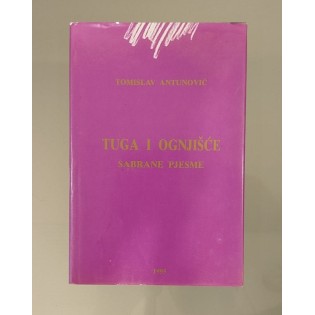 TOMISLAV ANTUNOVIĆ
TUGA I OGNJIŠĆE
SABRANE PJESME